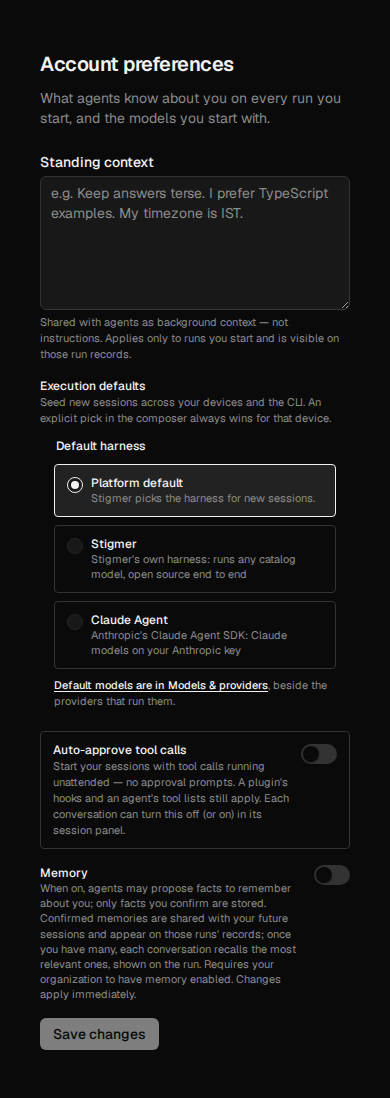 Account preferences
What agents know about you on every run you
start, and the models you start with.
Standing context
e.g. Keep answers terse. I prefer TypeScript
examples. My timezone is IST.
Shared with agents as background context — not
instructions. Applies only to runs you start and is visible on
those run records.
Execution defaults
Seed new sessions across your devices and the CLI. An
explicit pick in the composer always wins for that device.
Default harness
Platform default
Stigmer picks the harness for new sessions.
Stigmer
Stigmer's own harness: runs any catalog
model, open source end to end
Claude Agent
Anthropic's Claude Agent SDK: Claude
models on your Anthropic key
Default models are in Models & providers, beside the
providers that run them.
Auto-approve tool calls
Start your sessions with tool calls running
unattended — no approval prompts. A plugin's
hooks and an agent's tool lists still apply. Each
conversation can turn this off (or on) in its
session panel.
Memory
When on, agents may propose facts to remember
about you; only facts you confirm are stored.
Confirmed memories are shared with your future
sessions and appear on those runs' records; once
you have many, each conversation recalls the most
relevant ones, shown on the run. Requires your
organization to have memory enabled. Changes
apply immediately.
Save changes